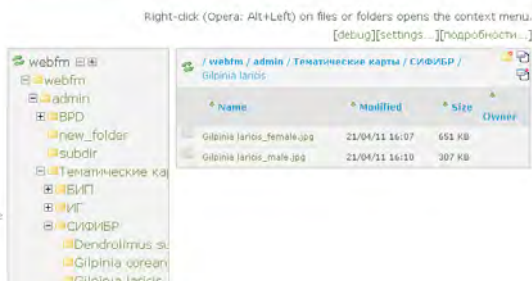 Right-click (Opera: Alt+Left) on files or folders opens the context menu.
[debug][settings...][подробности...]
webfm
webfm
admin
BPD
new_folder
subdir
Тематические ка
БИП
ИГ
СИФИБР
Dendrolimus su
Gilpinia corean
Gilpinia laricis
/ webfm / admin / Тематические карты / СИФИБР /
Gilpinia laricis
Name Modified Size Owner
Gilpinia laricis_female.jpg 21/04/11 16:07 651 KB
Gilpinia laricis_male.jpg 21/04/11 16:10 307 KB